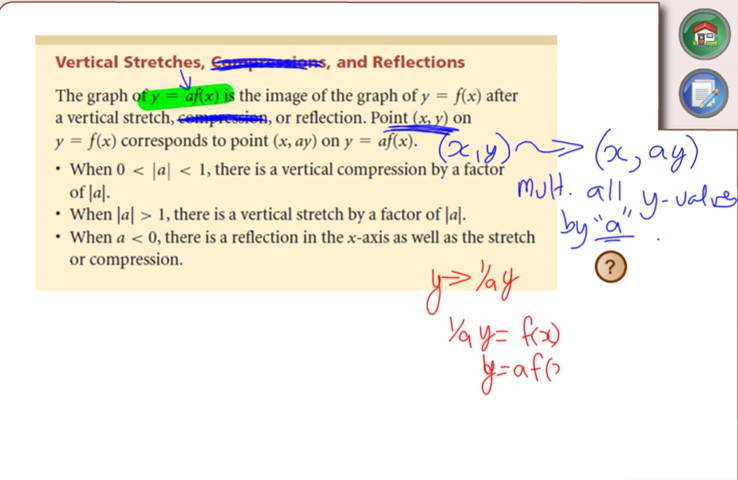 Vertical Stretches, Compressions, and Reflections
The graph of y = af(x) is the image of the graph of y = f(x) after
a vertical stretch, compression, or reflection. Point (x, y) on
y = f(x) corresponds to point (x, ay) on y = af(x).
(x, y) → (x, ay)
• When 0 < |a| < 1, there is a vertical compression by a factor
of |a|.
mult. all y-values
by "a".
• When |a| > 1, there is a vertical stretch by a factor of |a|.
• When a < 0, there is a reflection in the x-axis as well as the stretch
or compression.
?
y → 1/a y
1/a y = f(x)
y = af(